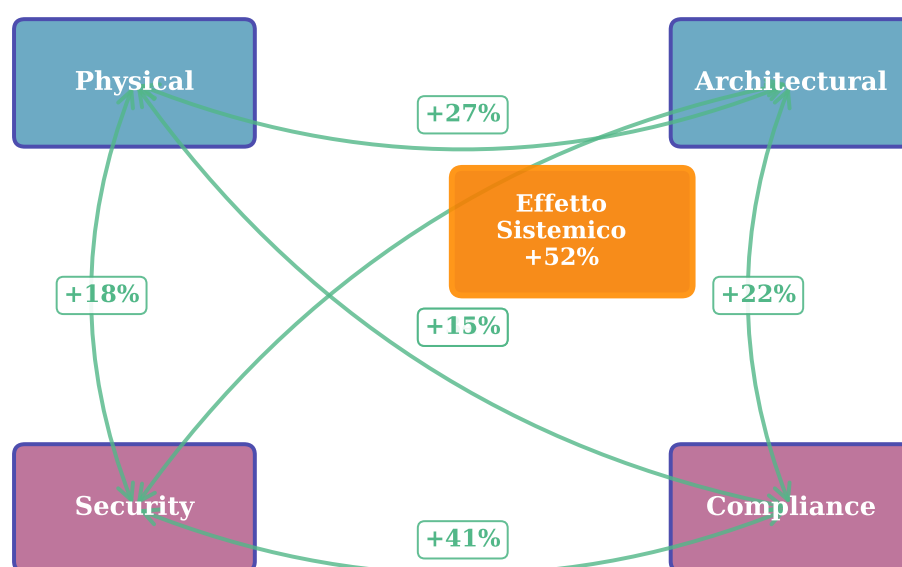 Physical
Architectural
+27%
Effetto
Sistemico
+52%
+18%
+22%
+15%
Security
Compliance
+41%